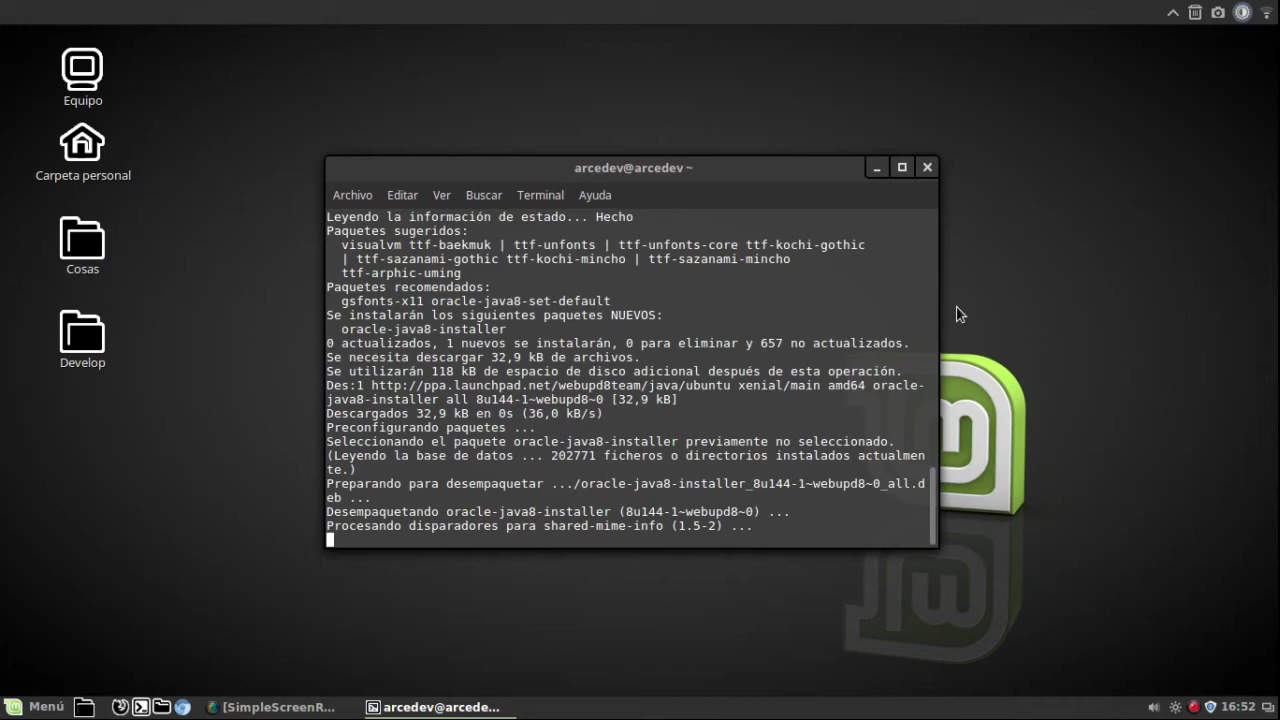 Equipo
Carpeta personal
Cosas
Develop
arcedev@arcedev ~
Archivo Editar Ver Buscar Terminal Ayuda
Leyendo la información de estado... Hecho
Paquetes sugeridos:
visualvm ttf-baekmuk | ttf-unfonts | ttf-unfonts-core ttf-kochi-gothic
| ttf-sazanami-gothic ttf-kochi-mincho | ttf-sazanami-mincho
ttf-arphic-uming
Paquetes recomendados:
gsfonts-x11 oracle-java8-set-default
Se instalarán los siguientes paquetes NUEVOS:
oracle-java8-installer
0 actualizados, 1 nuevos se instalarán, 0 para eliminar y 657 no actualizados.
Se necesita descargar 32,9 kB de archivos.
Se utilizarán 118 kB de espacio de disco adicional después de esta operación.
Des:1 http://ppa.launchpad.net/webupd8team/java/ubuntu xenial/main amd64 oracle-
java8-installer all 8u144-1~webupd8~0 [32,9 kB]
Descargados 32,9 kB en 0s (36,0 kB/s)
Preconfigurando paquetes ...
Seleccionando el paquete oracle-java8-installer previamente no seleccionado.
(Leyendo la base de datos ... 202771 ficheros o directorios instalados actualmen
te.)
Preparando para desempaquetar .../oracle-java8-installer_8u144-1~webupd8~0_all.d
eb ...
Desempaquetando oracle-java8-installer (8u144-1~webupd8~0) ...
Procesando disparadores para shared-mime-info (1.5-2) ...
Menú
[SimpleScreenR...
arcedev@arcede...
16:52